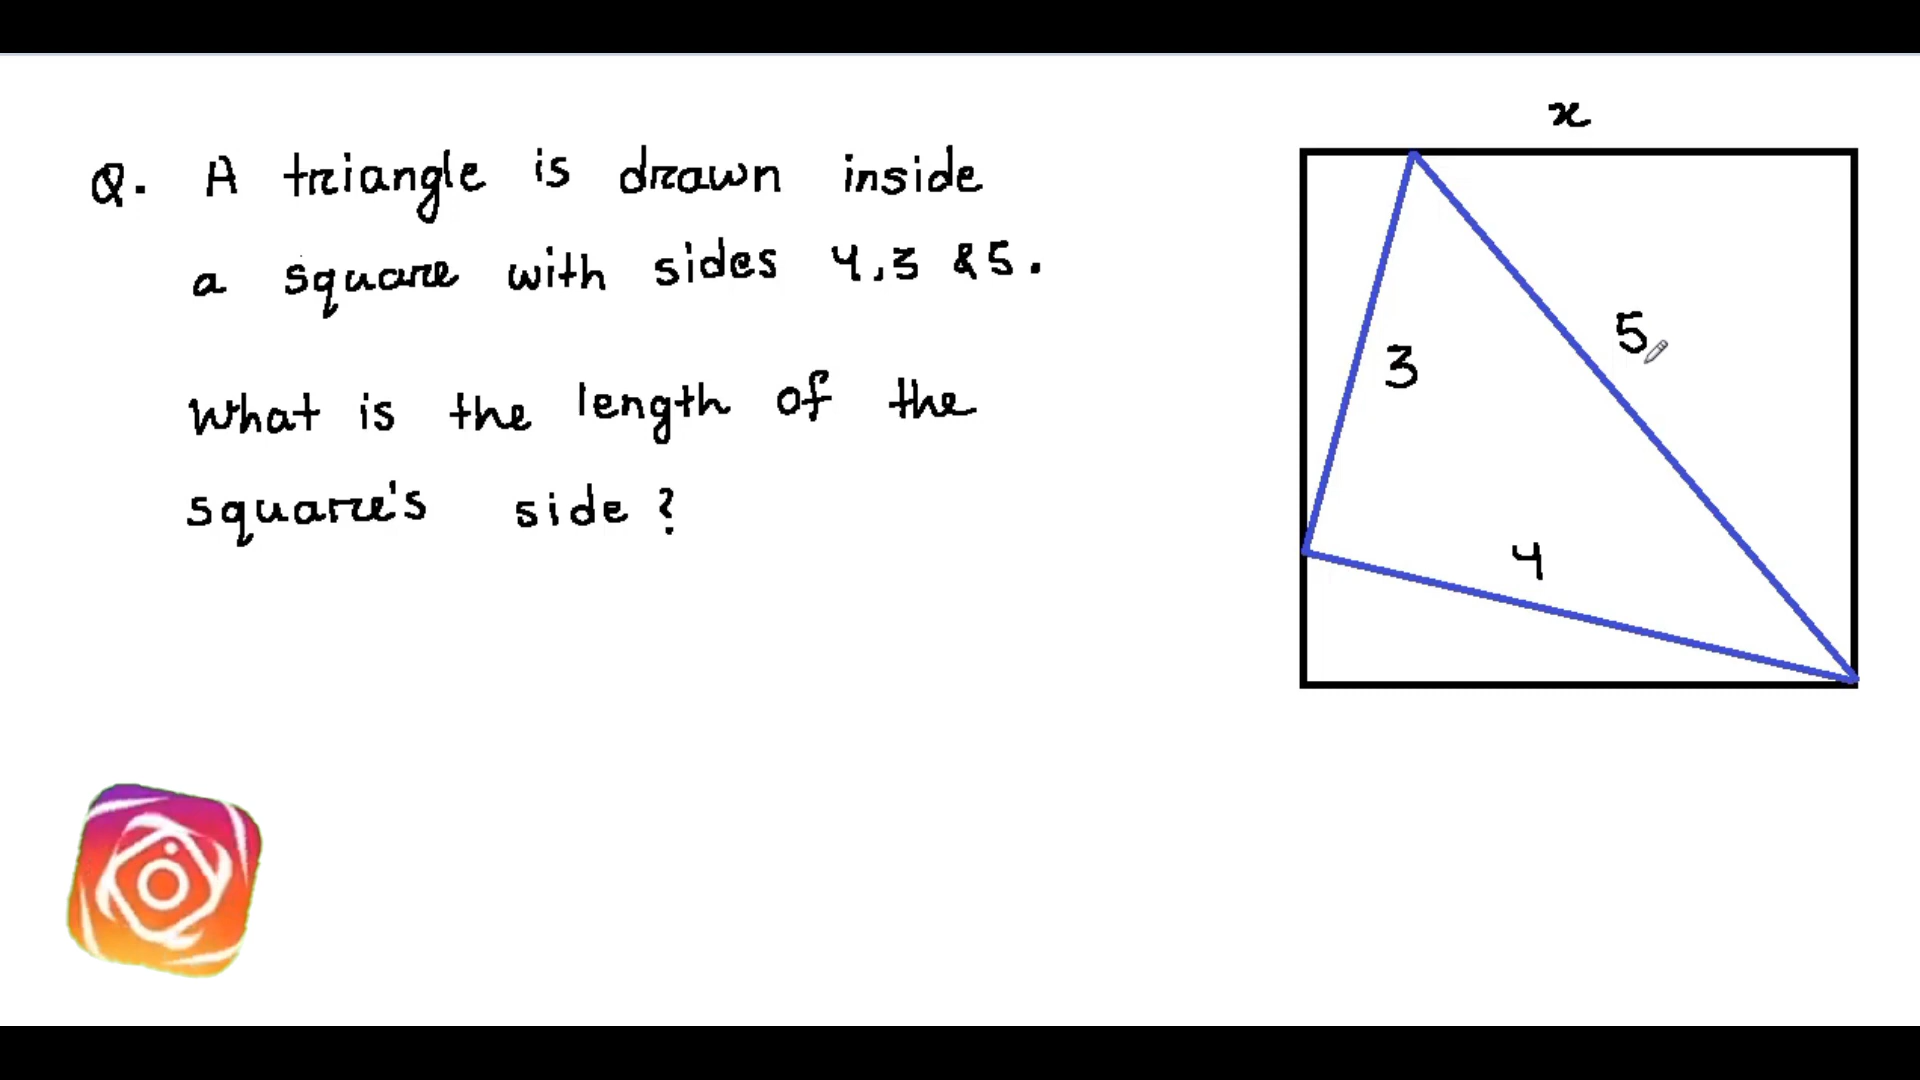 Q. A triangle is drawn inside
a square with sides 4,3 & 5.
What is the length of the
square's side?
x
3
5
4